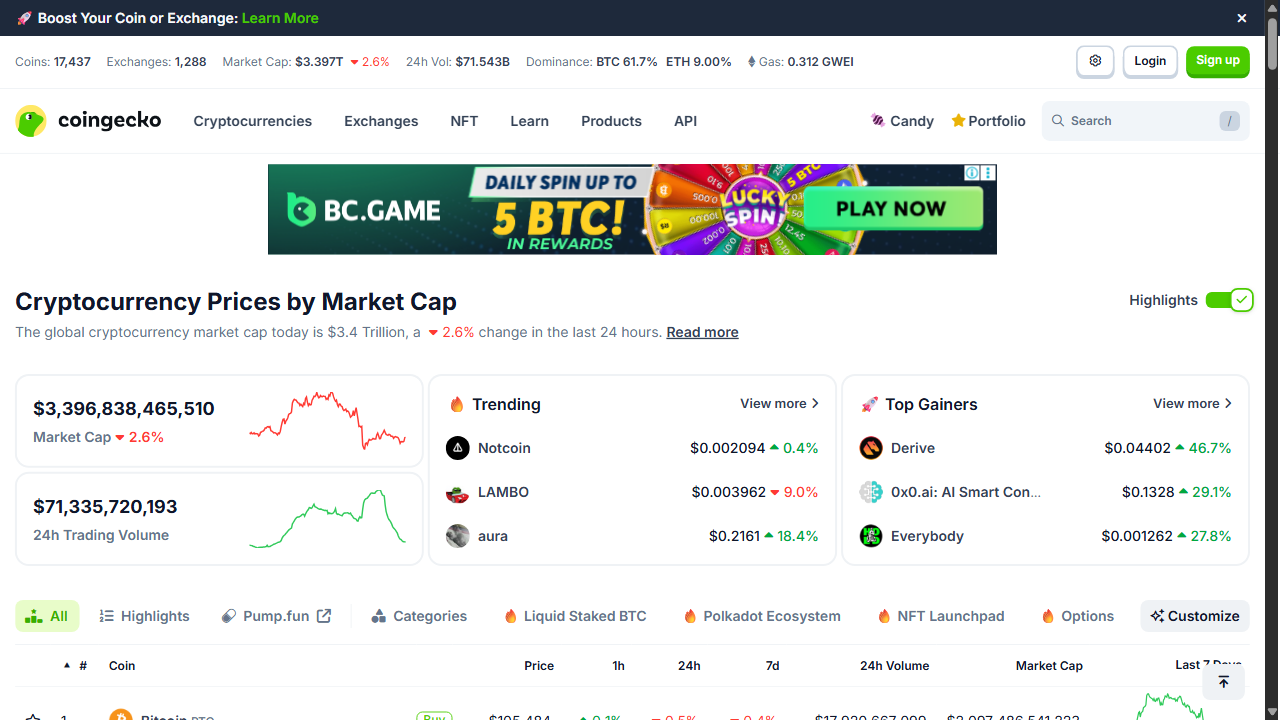 🚀 Boost Your Coin or Exchange: Learn More
Coins: 17,437 Exchanges: 1,288 Market Cap: $3.397T 2.6% 24h Vol: $71.543B Dominance: BTC 61.7% ETH 9.00% Gas: 0.312 GWEI Login Sign up
coingecko Cryptocurrencies Exchanges NFT Learn Products API Candy Portfolio Search /
BC.GAME DAILY SPIN UP TO 5 BTC! IN REWARDS LUCKY SPIN! PLAY NOW
Cryptocurrency Prices by Market Cap Highlights
The global cryptocurrency market cap today is $3.4 Trillion, a 2.6% change in the last 24 hours. Read more
$3,396,838,465,510
Market Cap 2.6%
$71,335,720,193
24h Trading Volume
Trending View more
Notcoin $0.002094 0.4%
LAMBO $0.003962 9.0%
aura $0.2161 18.4%
Top Gainers View more
Derive $0.04402 46.7%
0x0.ai: AI Smart Con... $0.1328 29.1%
Everybody $0.001262 27.8%
All Highlights Pump.fun Categories Liquid Staked BTC Polkadot Ecosystem NFT Launchpad Options Customize
# Coin Price 1h 24h 7d 24h Volume Market Cap Last 7 Days
1 Bitcoin BTC Buy $105,484 0.1% 0.5% 0.4%